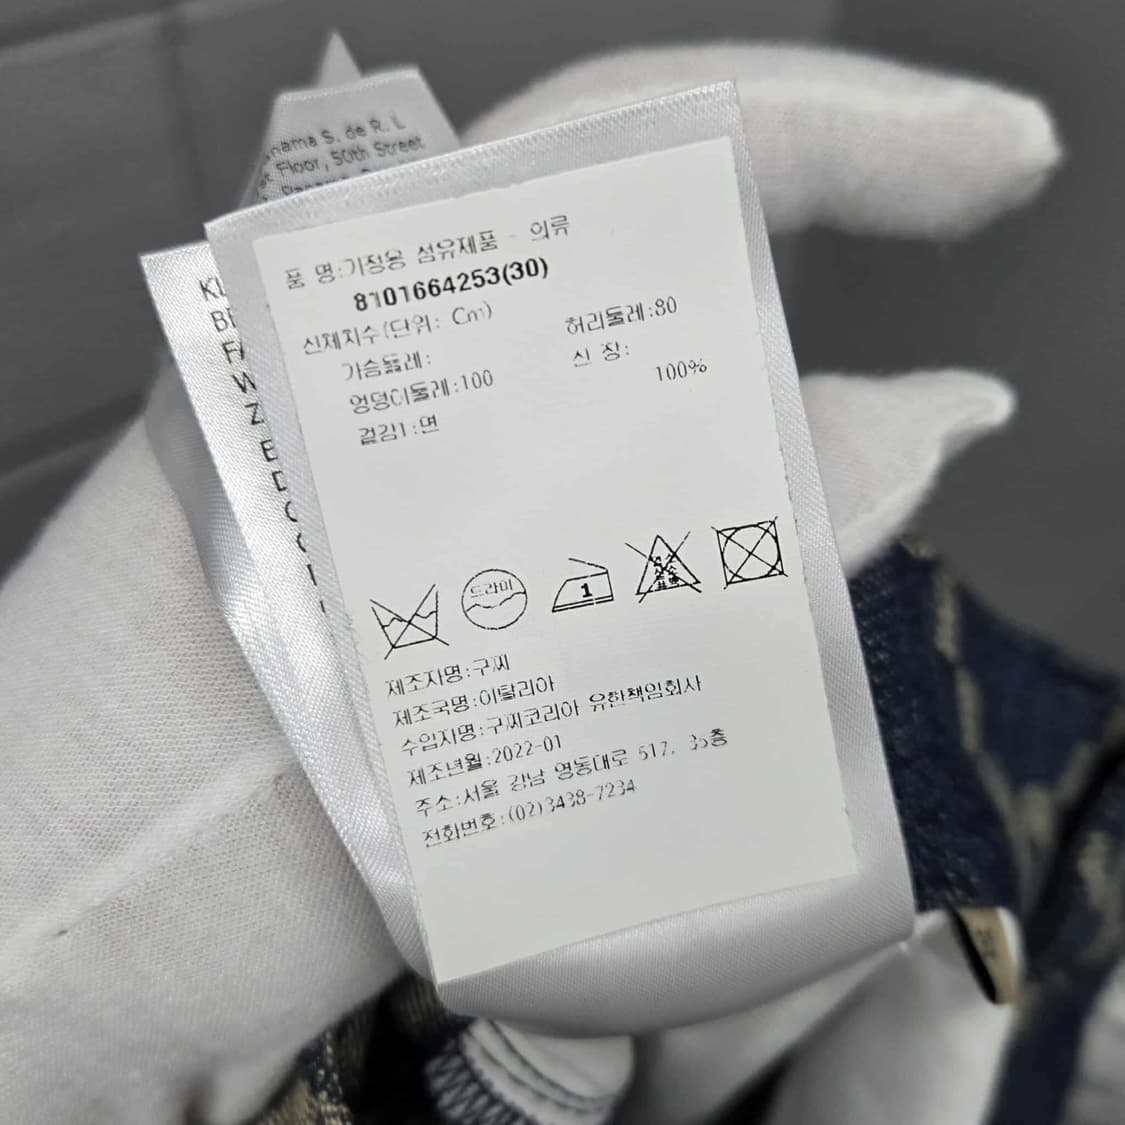 nama S. de R. L
Floor, 50th Street
품 명:가정용 섬유제품 - 의류
8101664253(30)
신체치수(단위: Cm)
가슴둘레:
허리둘레:80
엉덩이둘레:100
신 장:
겉감1:면
100%
드라이
1
제조자명:구찌
제조국명:이탈리아
수입자명:구찌코리아 유한책임회사
제조년월:2022-01
주소:서울 강남 영동대로 517, 35층
전화번호:(02)3438-7234